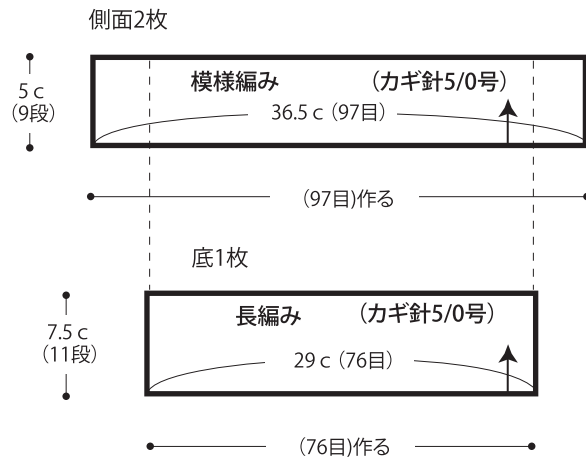 側面2枚
模様編み　(カギ針5/0号)
5 c
(9段)
36.5 c (97目)
(97目)作る
底1枚
長編み　(カギ針5/0号)
7.5 c
(11段)
29 c (76目)
(76目)作る